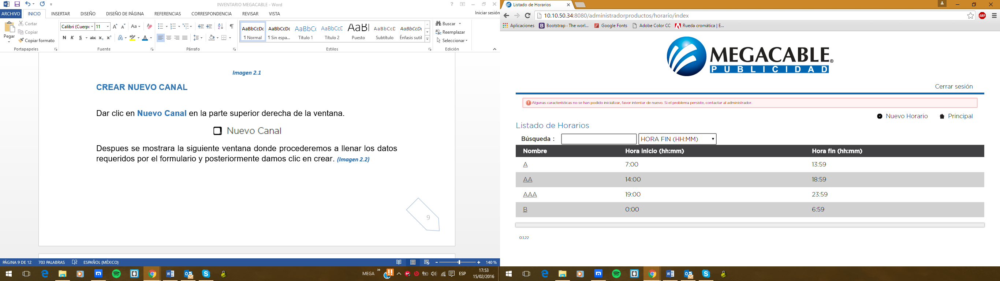 INVENTARIO MEGACABLE - Word
ARCHIVO INICIO INSERTAR DISEÑO DISEÑO DE PÁGINA REFERENCIAS CORRESPONDENCIA REVISAR VISTA Iniciar sesión
Pegar
Cortar
Copiar
Copiar formato
Portapapeles
Calibri (Cuerpo 11
N K S abc x₂ x²
Fuente
Párrafo
AaBbCcDc AaBbCcDc AaBbCc AaBbCcE AaBl AaBbCcD AaBbCcDc
¶ Normal ¶ Sin espa... Título 1 Título 2 Puesto Subtítulo Énfasis sutil
Estilos
Buscar
Reemplazar
Seleccionar
Edición
Imagen 2.1
CREAR NUEVO CANAL
Dar clic en Nuevo Canal en la parte superior derecha de la ventana.
Nuevo Canal
Despues se mostrara la siguiente ventana donde procederemos a llenar los datos
requeridos por el formulario y posteriormente damos clic en crear. (Imagen 2.2)
9
PÁGINA 9 DE 12 703 PALABRAS ESPAÑOL (MÉXICO) 140 %
MEGA » ESP 17:53
15/02/2016
Listado de Horarios
10.10.50.34:8080/administradorproductos/horario/index ABP
Aplicaciones Bootstrap · The worl... Google Fonts Adobe Color CC Rueda cromática | E...
MEGACABLE®
PUBLICIDAD
Cerrar sesión
Algunas características no se han podido inicializar, favor intentar de nuevo. Si el problema persiste, contactar al administrador.
Nuevo Horario Principal
Listado de Horarios
Búsqueda : HORA FIN (HH:MM)
Nombre Hora inicio (hh:mm) Hora fin (hh:mm)
A 7:00 13:59
AA 14:00 18:59
AAA 19:00 23:59
B 0:00 6:59
0.1.22